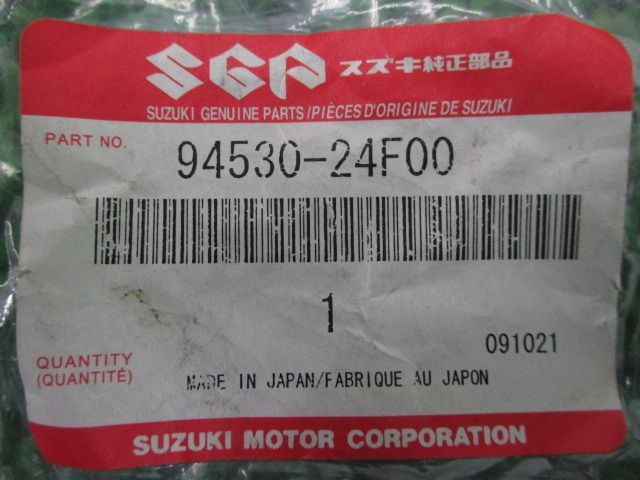 SGP スズキ純正部品
SUZUKI GENUINE PARTS/PIÈCES D'ORIGINE DE SUZUKI
PART NO. 94530-24F00
1
091021
QUANTITY
(QUANTITÉ)
MADE IN JAPAN/FABRIQUE AU JAPON
SUZUKI MOTOR CORPORATION